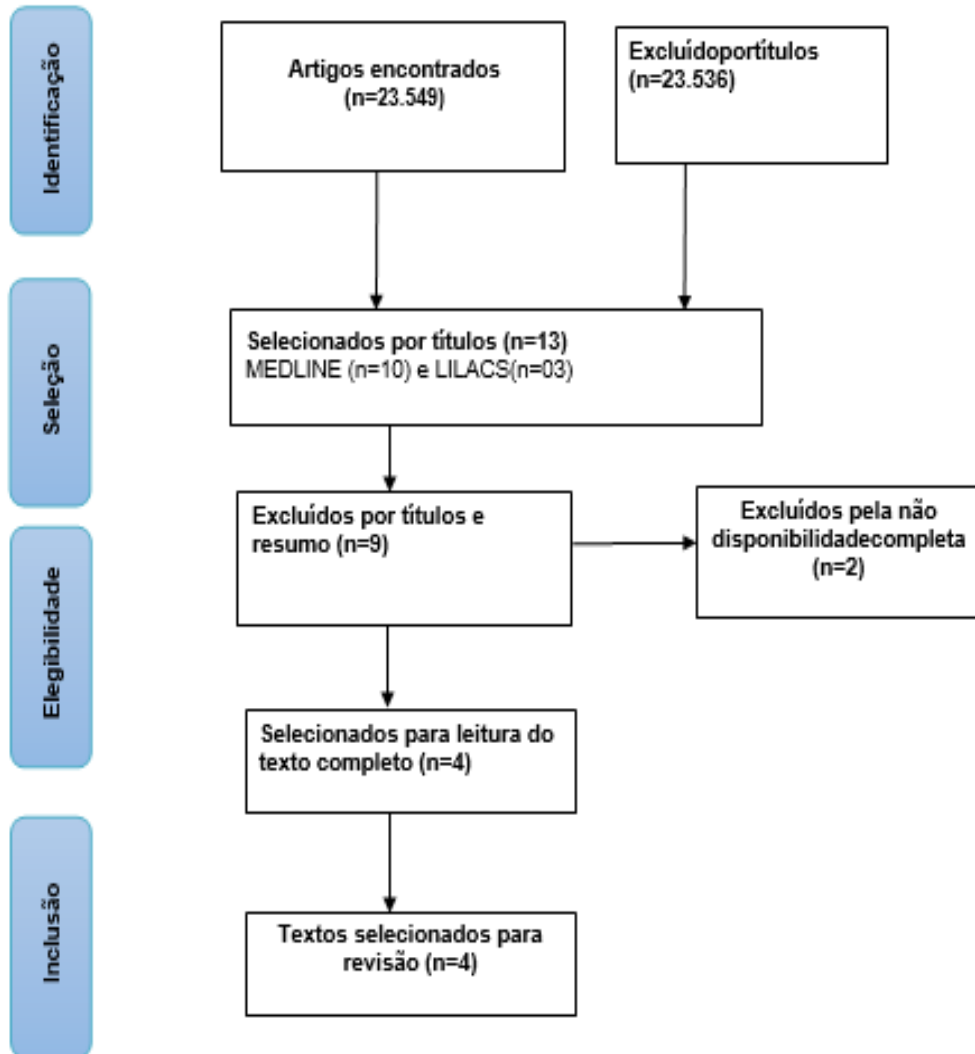 Identificação
Artigos encontrados
(n=23.549)
Excluídoportítulos
(n=23.536)
Seleção
Selecionados por títulos (n=13)
MEDLINE (n=10) e LILACS(n=03)
Elegibilidade
Excluídos por títulos e
resumo (n=9)
Excluídos pela não
disponibilidadecompleta
(n=2)
Selecionados para leitura do
texto completo (n=4)
Inclusão
Textos selecionados para
revisão (n=4)